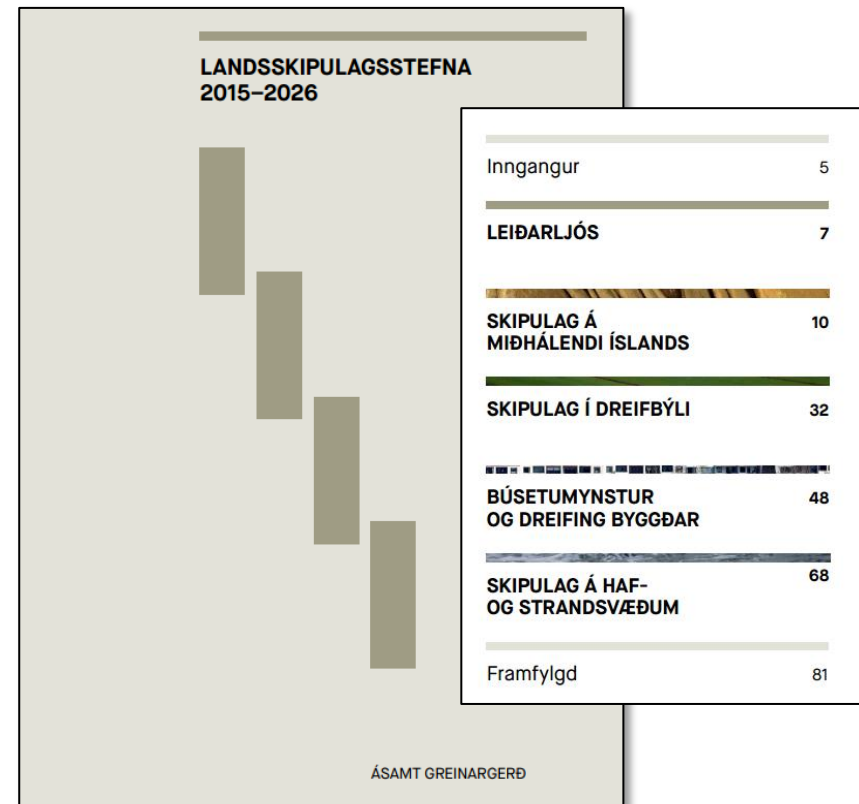 LANDSSKIPULAGSSTEFNA
2015–2026
ÁSAMT GREINARGERÐ
Inngangur 5
LEIÐARLJÓS 7
SKIPULAG Á 10
MIÐHÁLENDI ÍSLANDS
SKIPULAG Í DREIFBÝLI 32
BÚSETUMYNSTUR 48
OG DREIFING BYGGÐAR
SKIPULAG Á HAF- 68
OG STRANDSVÆÐUM
Framfylgd 81